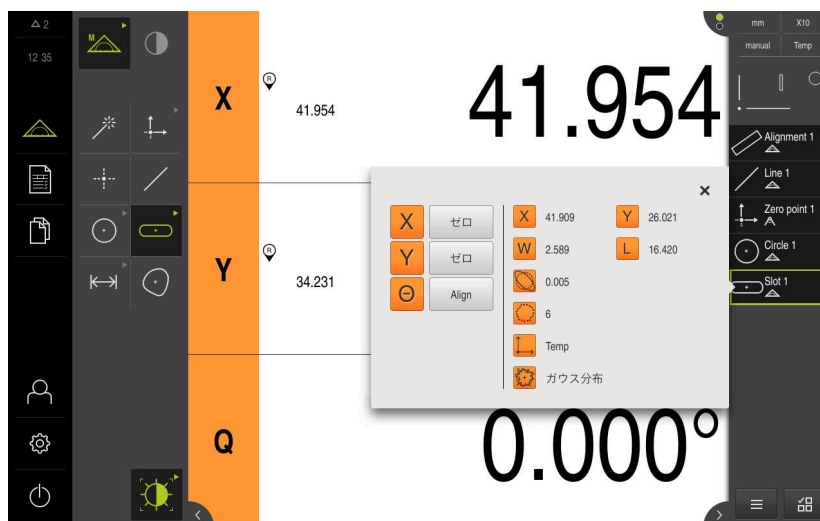 2
12 35
M
X
R
41.954
41.954
Y
R
34.231
Q
0.000°
X
ゼロ
Y
ゼロ
Θ
Align
X
41.909
Y
26.021
W
2.589
L
16.420
0.005
6
Temp
ガウス分布
mm
X10
manual
Temp
Alignment 1
Line 1
Zero point 1
Circle 1
Slot 1